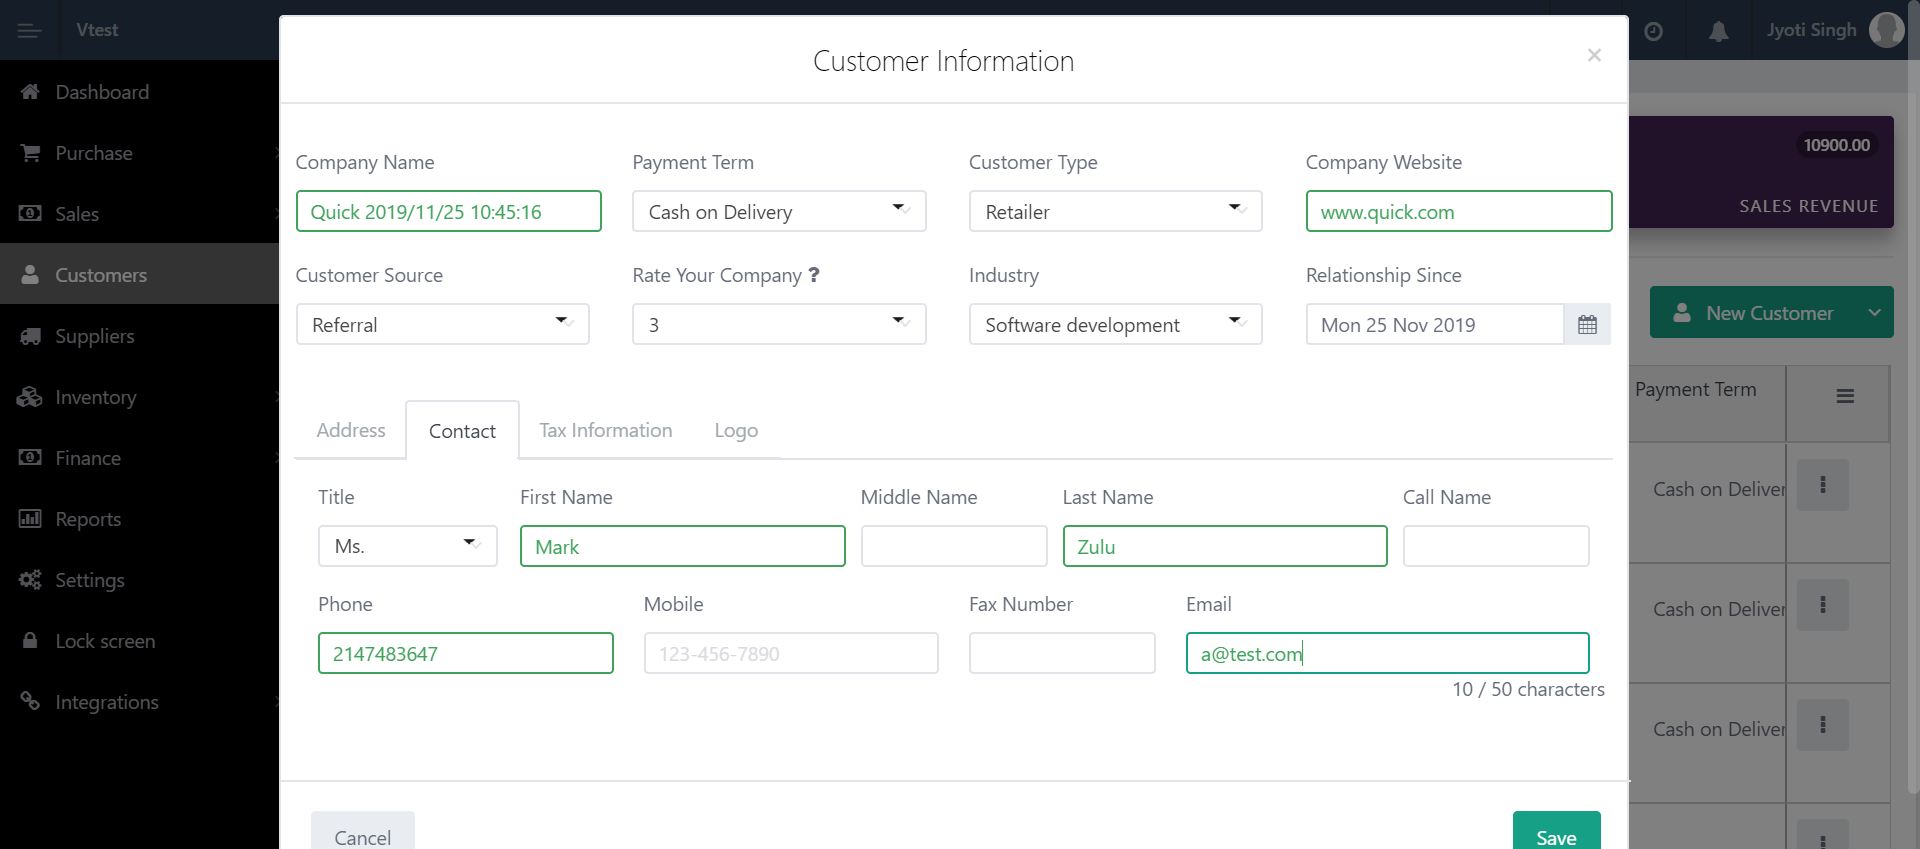 Vtest
Jyoti Singh
Dashboard
Purchase
Sales
Customers
Suppliers
Inventory
Finance
Reports
Settings
Lock screen
Integrations
Customer Information
×
Company Name
Payment Term
Customer Type
Company Website
Quick 2019/11/25 10:45:16
Cash on Delivery
Retailer
www.quick.com
Customer Source
Rate Your Company ?
Industry
Relationship Since
Referral
3
Software development
Mon 25 Nov 2019
Address
Contact
Tax Information
Logo
Title
First Name
Middle Name
Last Name
Call Name
Ms.
Mark
Zulu
Phone
Mobile
Fax Number
Email
2147483647
123-456-7890
a@test.com
10 / 50 characters
Cancel
Save
10900.00
SALES REVENUE
New Customer
Payment Term
Cash on Deliver
Cash on Deliver
Cash on Deliver